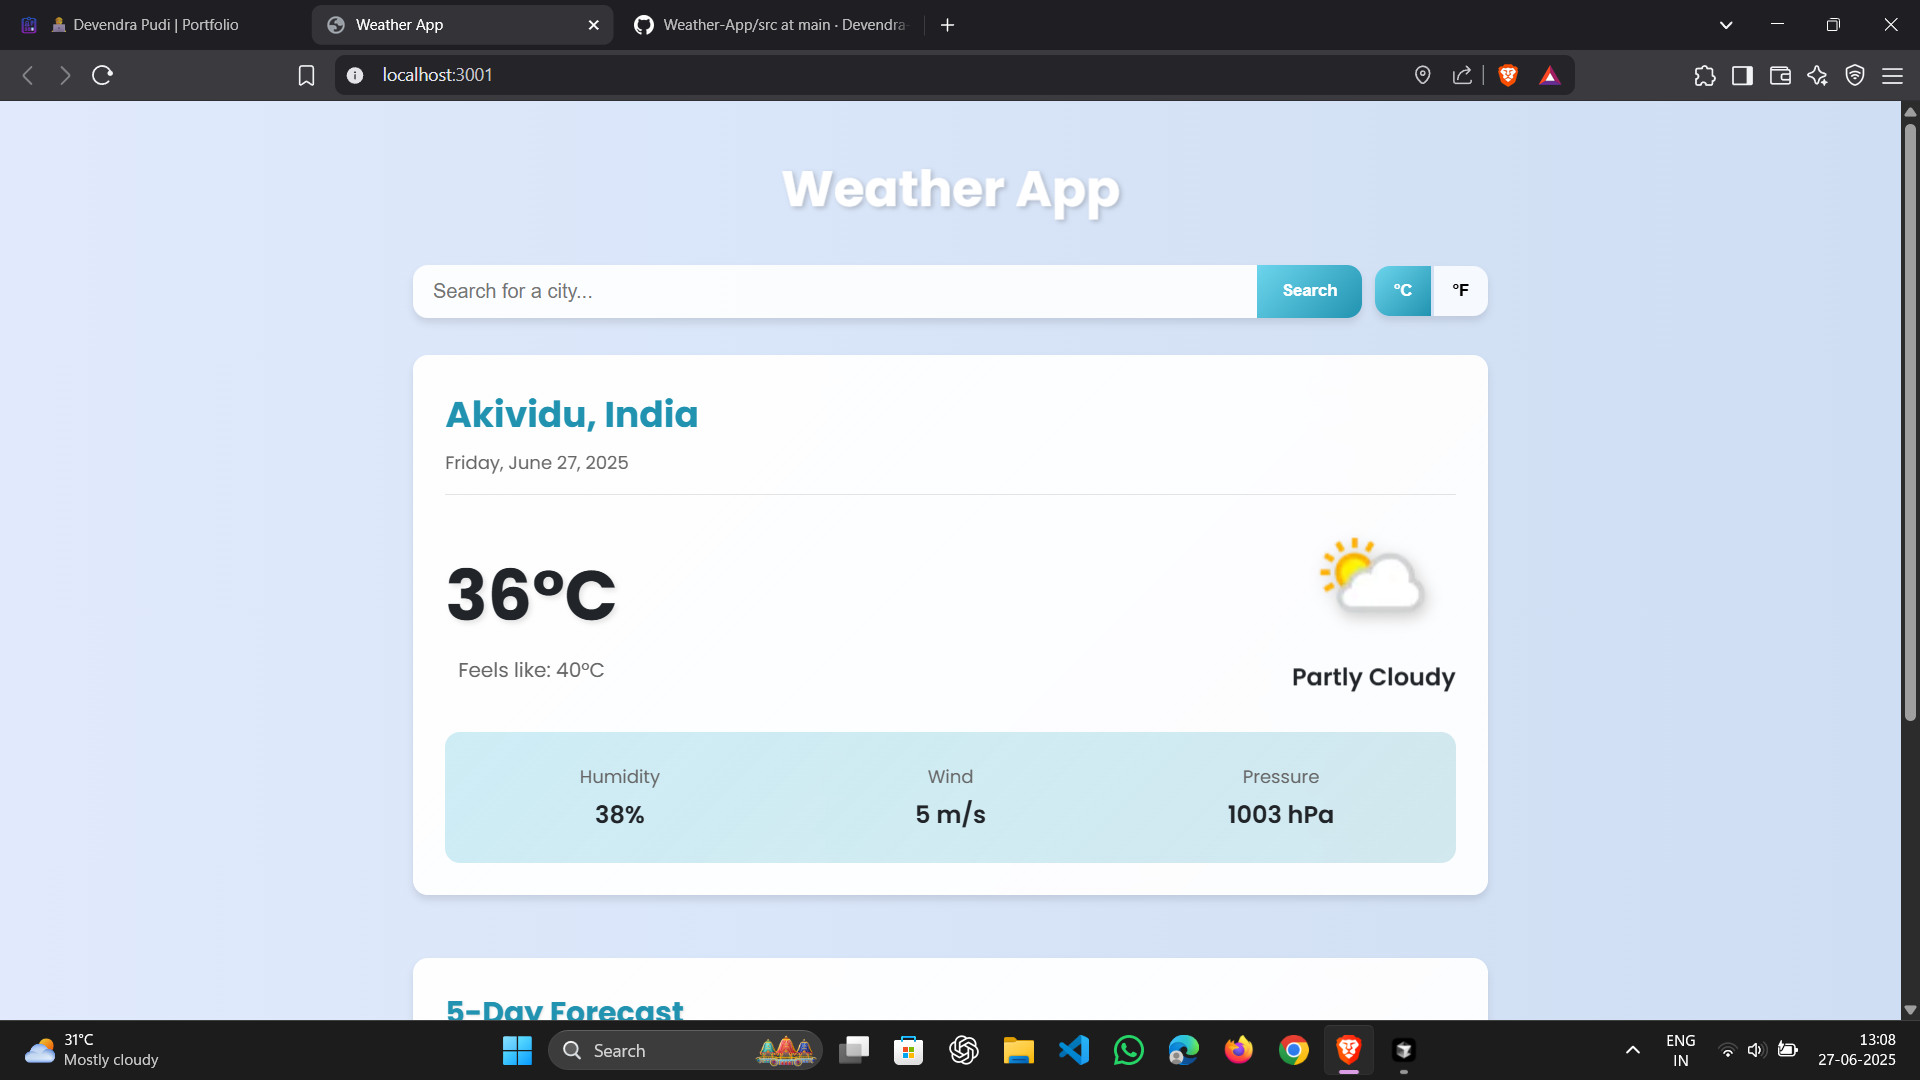 Devendra Pudi | Portfolio
Weather App
Weather-App/src at main · Devendra
localhost:3001
Weather App
Search for a city...
Search
°C
°F
Akividu, India
Friday, June 27, 2025
36°C
Feels like: 40°C
Partly Cloudy
Humidity
Wind
Pressure
38%
5 m/s
1003 hPa
5-Day Forecast
31°C
Mostly cloudy
Search
ENG
IN
13:08
27-06-2025